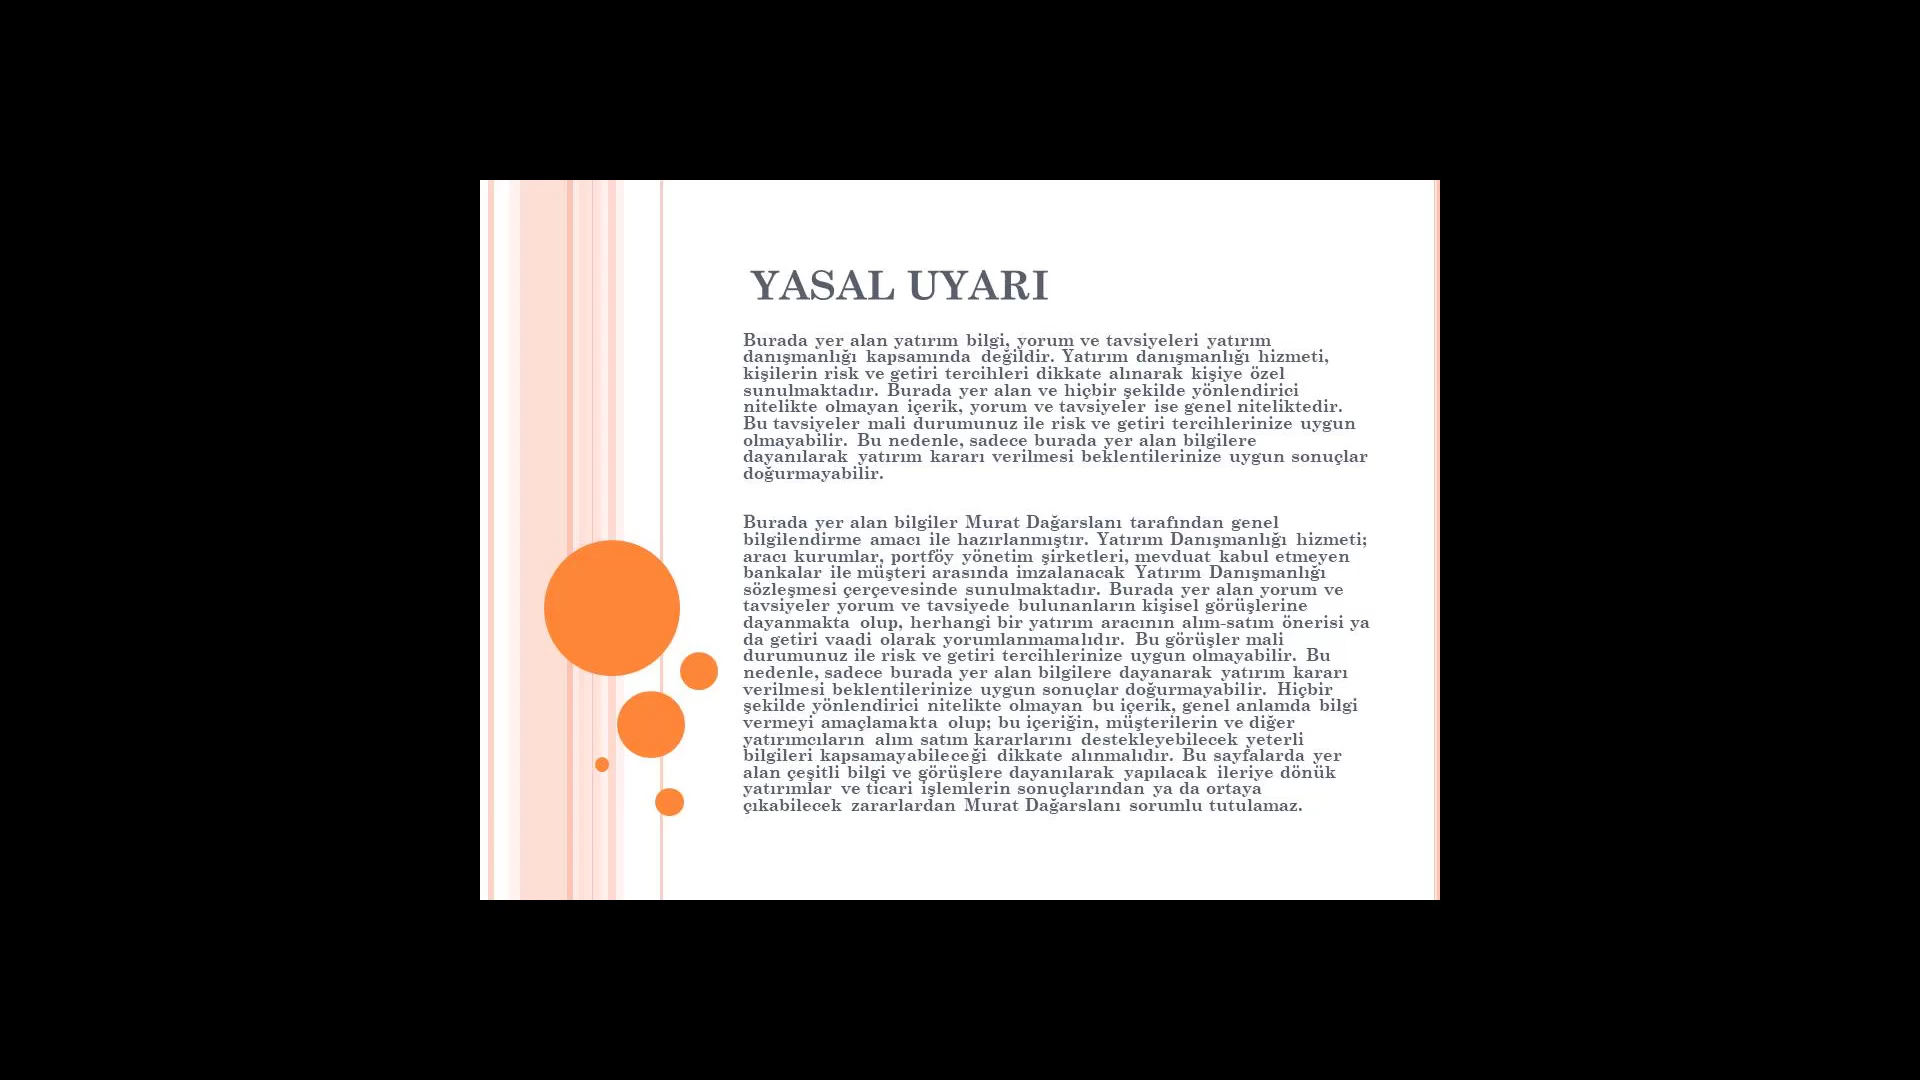 YASAL UYARI
Burada yer alan yatırım bilgi, yorum ve tavsiyeleri yatırım
danışmanlığı kapsamında değildir. Yatırım danışmanlığı hizmeti,
kişilerin risk ve getiri tercihleri dikkate alınarak kişiye özel
sunulmaktadır. Burada yer alan ve hiçbir şekilde yönlendirici
nitelikte olmayan içerik, yorum ve tavsiyeler ise genel niteliktedir.
Bu tavsiyeler mali durumunuz ile risk ve getiri tercihlerinize uygun
olmayabilir. Bu nedenle, sadece burada yer alan bilgilere
dayanılarak yatırım kararı verilmesi beklentilerinize uygun sonuçlar
doğurmayabilir.
Burada yer alan bilgiler Murat Dağarslanı tarafından genel
bilgilendirme amacı ile hazırlanmıştır. Yatırım Danışmanlığı hizmeti;
aracı kurumlar, portföy yönetim şirketleri, mevduat kabul etmeyen
bankalar ile müşteri arasında imzalanacak Yatırım Danışmanlığı
sözleşmesi çerçevesinde sunulmaktadır. Burada yer alan yorum ve
tavsiyeler yorum ve tavsiyede bulunanların kişisel görüşlerine
dayanmakta olup, herhangi bir yatırım aracının alım-satım önerisi ya
da getiri vaadi olarak yorumlanmamalıdır. Bu görüşler mali
durumunuz ile risk ve getiri tercihlerinize uygun olmayabilir. Bu
nedenle, sadece burada yer alan bilgilere dayanarak yatırım kararı
verilmesi beklentilerinize uygun sonuçlar doğurmayabilir. Hiçbir
şekilde yönlendirici nitelikte olmayan bu içerik, genel anlamda bilgi
vermeyi amaçlamakta olup; bu içeriğin, müşterilerin ve diğer
yatırımcıların alım satım kararlarını destekleyebilecek yeterli
bilgileri kapsamayabileceği dikkate alınmalıdır. Bu sayfalarda yer
alan çeşitli bilgi ve görüşlere dayanılarak yapılacak ileriye dönük
yatırımlar ve ticari işlemlerin sonuçlarından ya da ortaya
çıkabilecek zararlardan Murat Dağarslanı sorumlu tutulamaz.